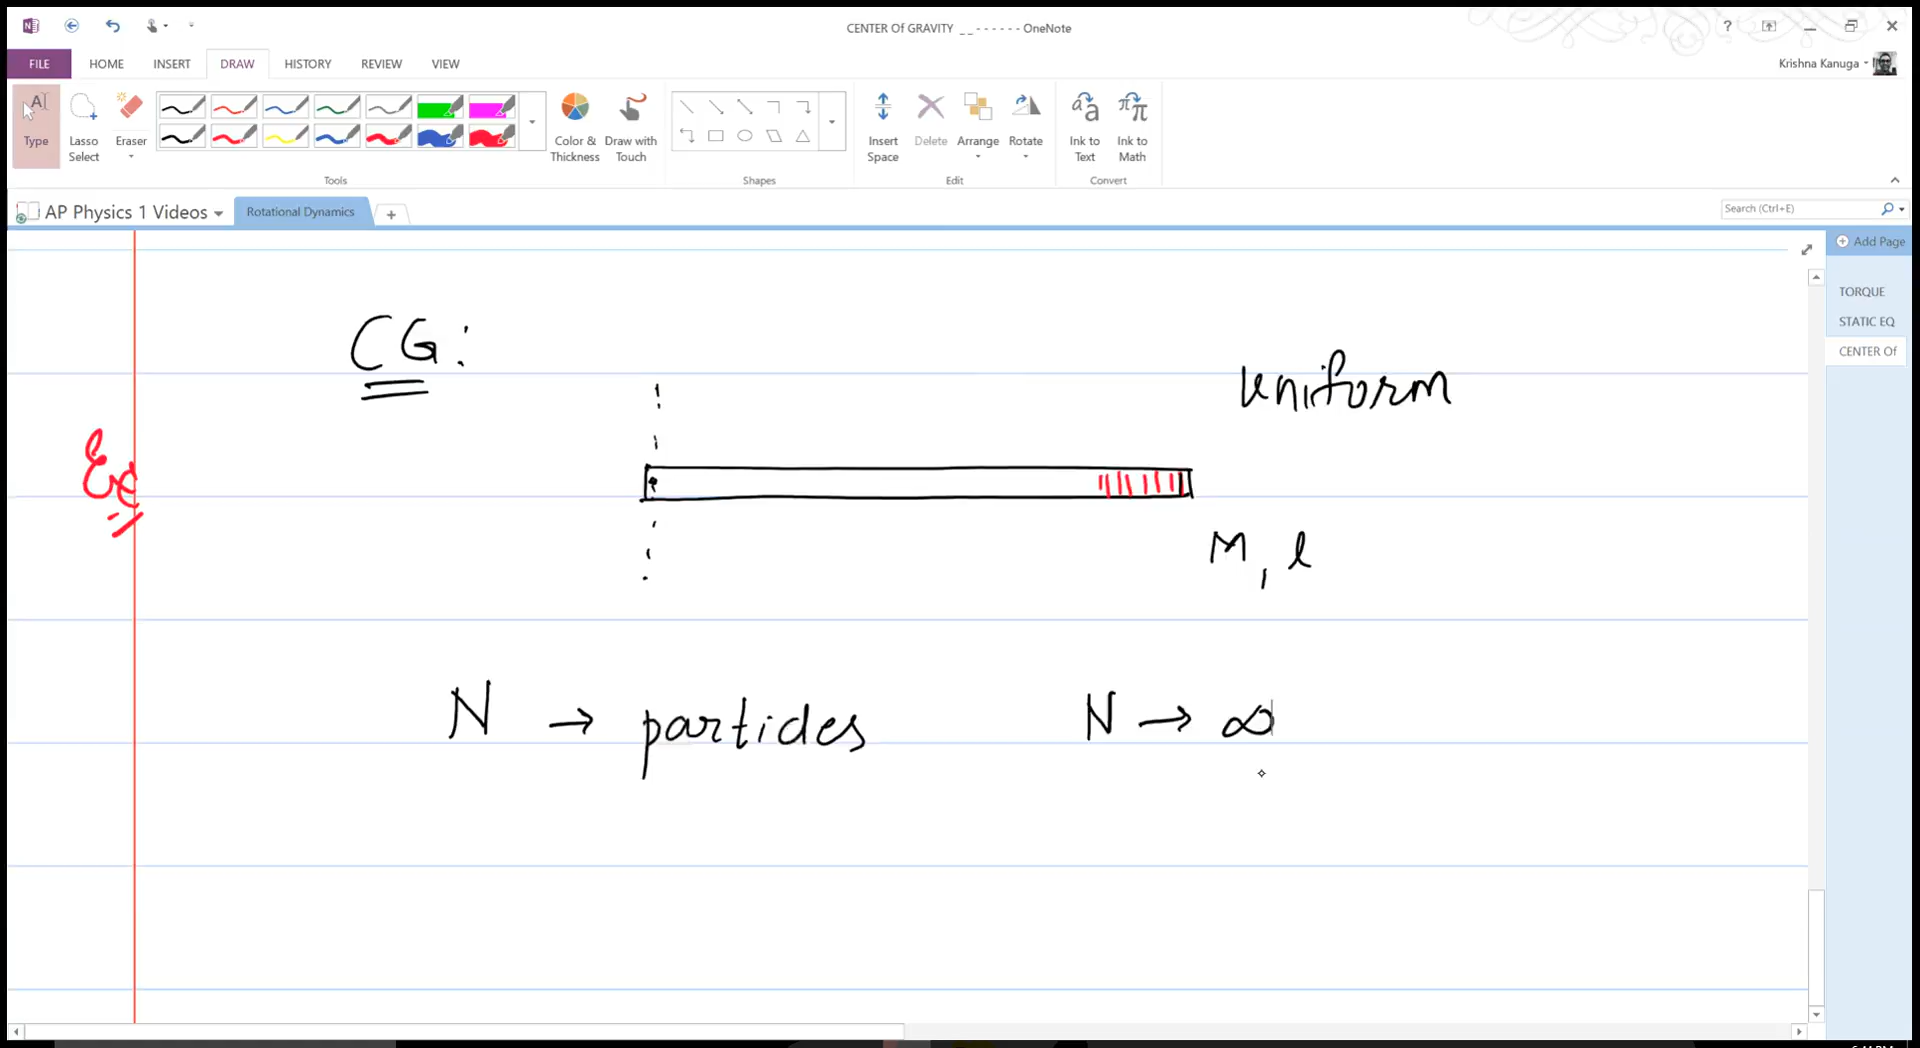 CENTER Of GRAVITY _ _ - - - - - - OneNote
?
FILE HOME INSERT DRAW HISTORY REVIEW VIEW
Krishna Kanuga
Type
Lasso Select
Eraser
Color & Thickness
Draw with Touch
Insert Space
Delete
Arrange
Rotate
Ink to Text
Ink to Math
Tools Shapes Edit Convert
AP Physics 1 Videos
Rotational Dynamics
Search (Ctrl+E)
Add Page
TORQUE
STATIC EQ
CENTER Of
CG:
uniform
Ex
M, l
N → particles N → ∞